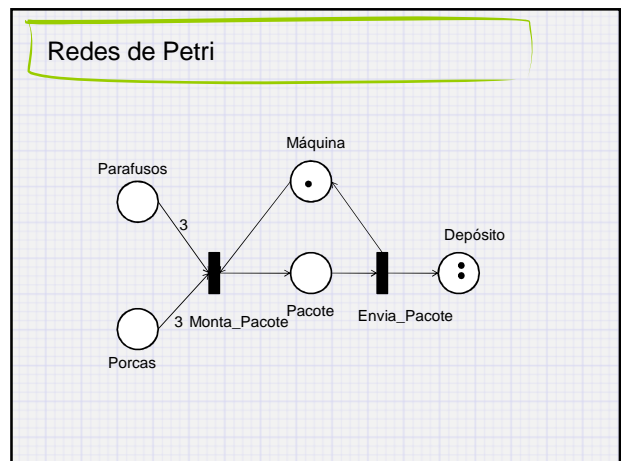 Redes de Petri
Máquina
Parafusos
3
Depósito
3
Monta_Pacote
Pacote
Envia_Pacote
Porcas